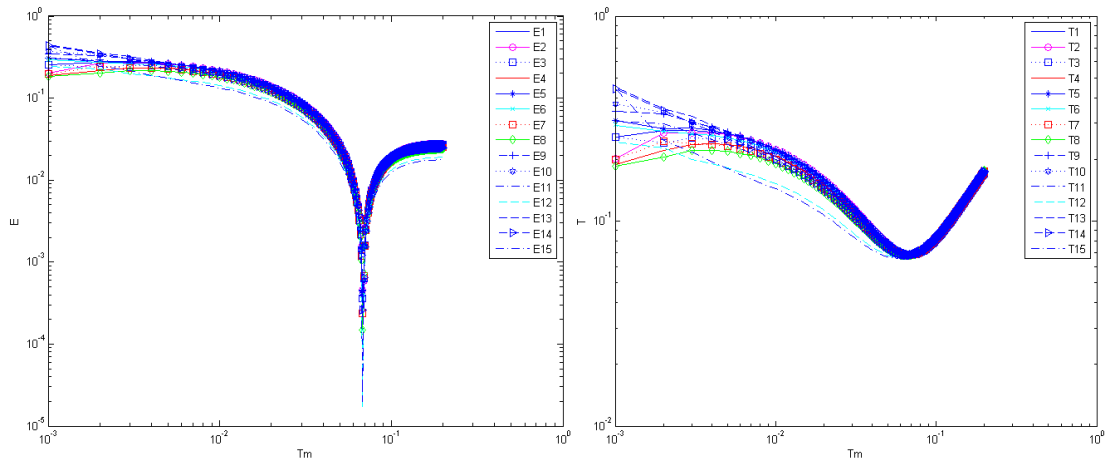 10^0
10^-1
10^-2
10^-3
10^-4
10^-5
E
10^-3
10^-2
10^-1
10^0
Tm
E1
E2
E3
E4
E5
E6
E7
E8
E9
E10
E11
E12
E13
E14
E15
10^0
10^-1
10^-2
T
10^-3
10^-2
10^-1
10^0
Tm
T1
T2
T3
T4
T5
T6
T7
T8
T9
T10
T11
T12
T13
T14
T15